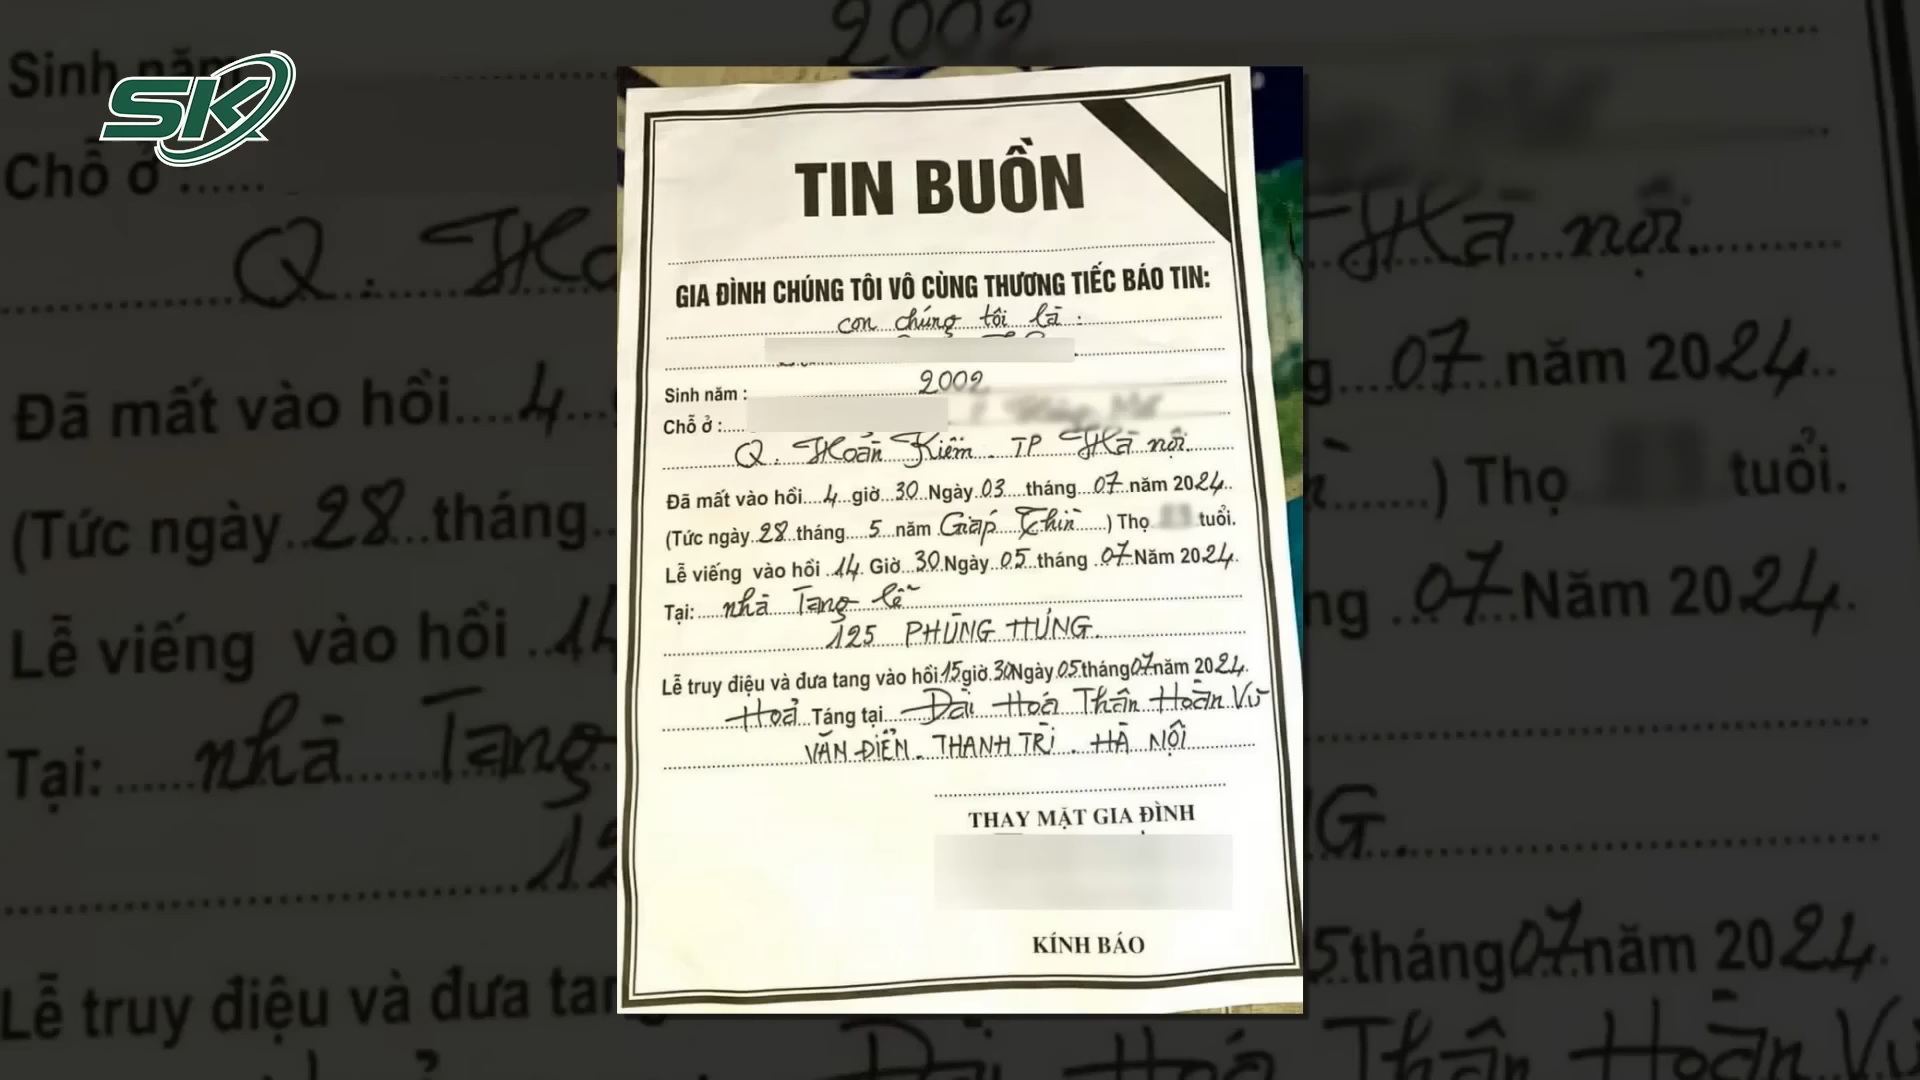 SK
TIN BUỒN
GIA ĐÌNH CHÚNG TÔI VÔ CÙNG THƯƠNG TIẾC BÁO TIN:
con chúng tôi là :
Sinh năm : 2002
Chỗ ở :
Q. Hoàn Kiếm. TP Hà nội.
Đã mất vào hồi 4 giờ 30 Ngày 03 tháng 07 năm 2024
(Tức ngày 28 tháng 5 năm Giáp Thìn ) Thọ tuổi.
Lễ viếng vào hồi 14 Giờ 30 Ngày 05 tháng 07 Năm 2024
Tại: nhà Tang lễ
125 PHÙNG HƯNG.
Lễ truy điệu và đưa tang vào hồi 15 giờ 30 Ngày 05 tháng 07 năm 2024
Hoả Táng tại Đài Hoá Thân Hoàn Vũ
VĂN ĐIỂN. THANH TRÌ. HÀ NỘI
THAY MẶT GIA ĐÌNH
KÍNH BÁO